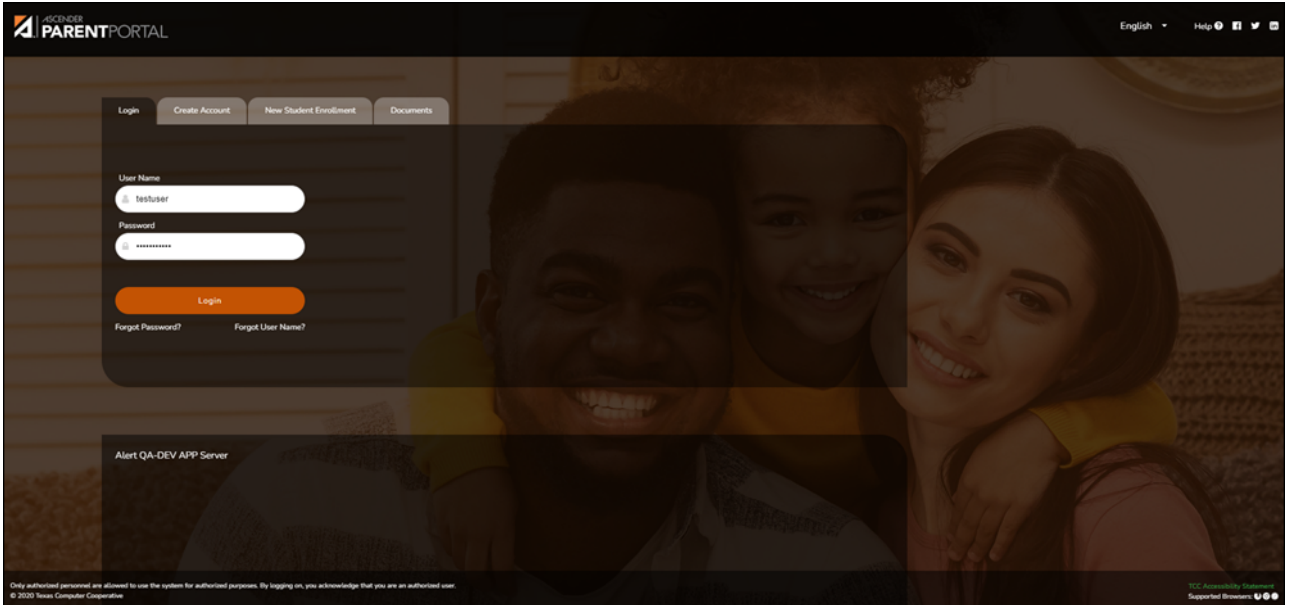 ASCENDER
PARENTPORTAL
English
Help
Login
Create Account
New Student Enrollment
Documents
User Name
testuser
Password
Login
Forgot Password?
Forgot User Name?
Alert QA-DEV APP Server
Only authorized personnel are allowed to use the system for authorized purposes. By logging on, you acknowledge that you are an authorized user.
© 2020 Texas Computer Cooperative
TCC Accessibility Statement
Supported Browsers: